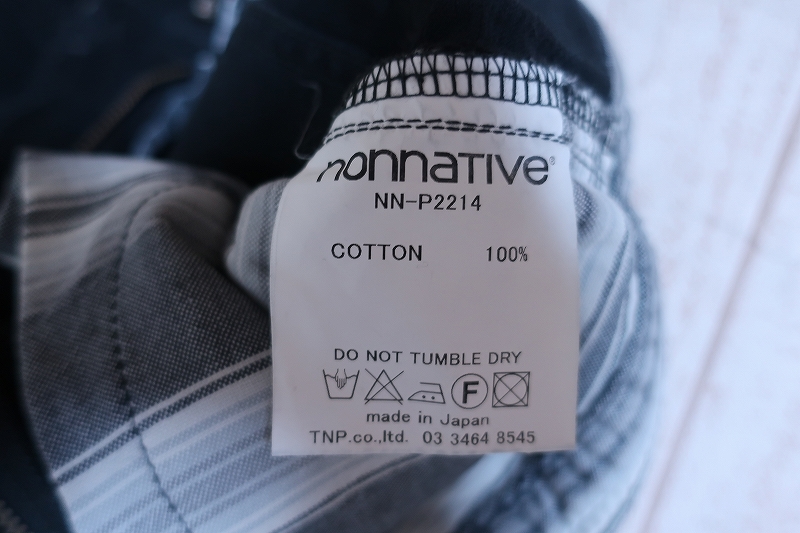 nonnative®
NN-P2214
COTTON 100%
DO NOT TUMBLE DRY
F
made in Japan
TNP.co.,ltd. 03 3464 8545